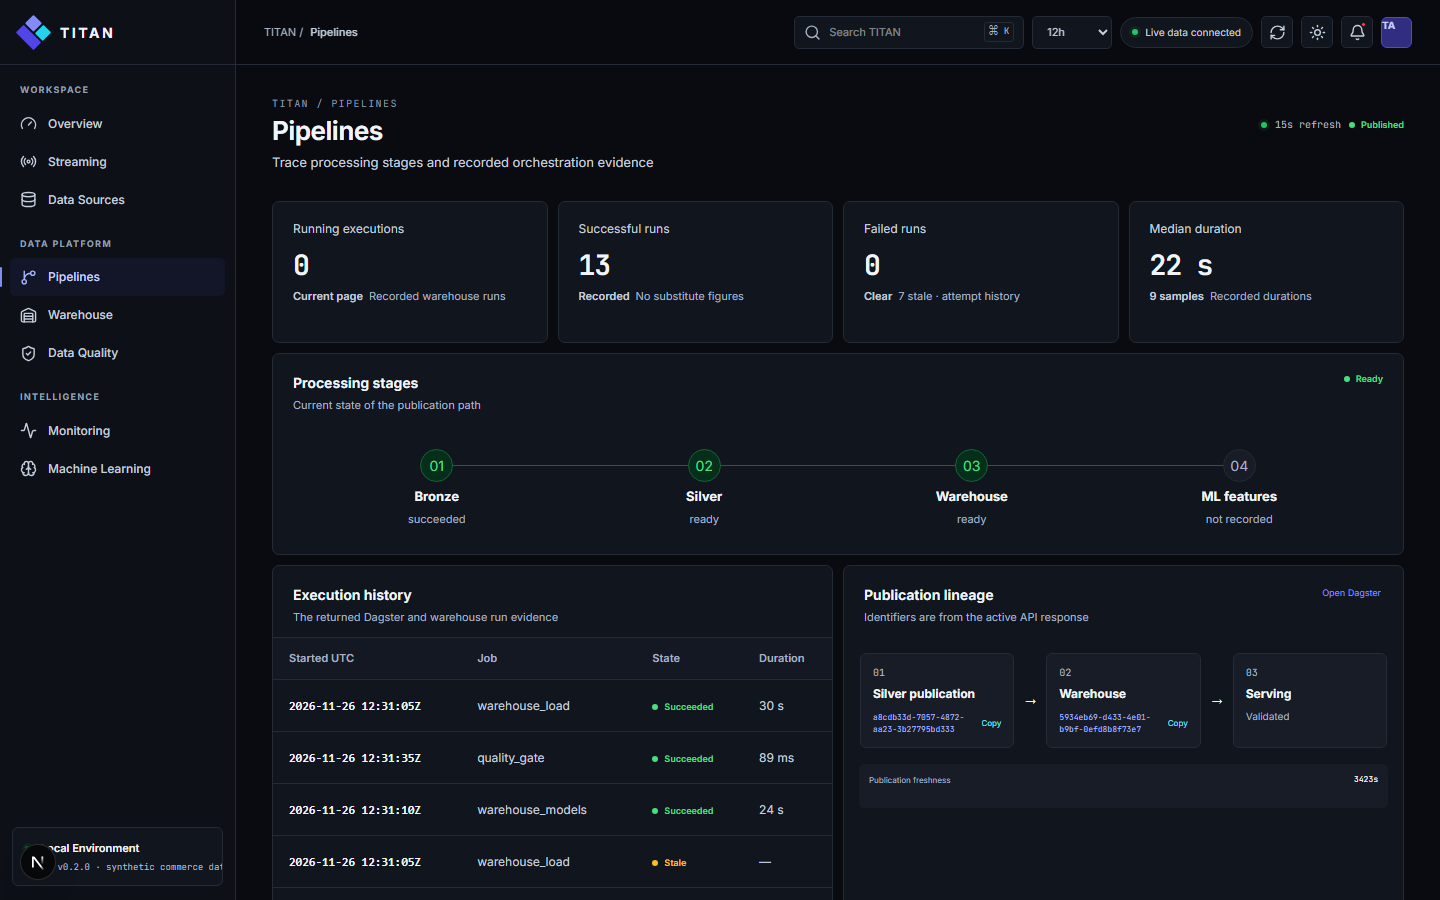 TITAN
TITAN / Pipelines
Search TITAN
⌘ K
12h
Live data connected
TA
WORKSPACE
Overview
Streaming
Data Sources
DATA PLATFORM
Pipelines
Warehouse
Data Quality
INTELLIGENCE
Monitoring
Machine Learning
N
cal Environment
v0.2.0 · synthetic commerce dat
TITAN / PIPELINES
Pipelines
Trace processing stages and recorded orchestration evidence
15s refresh
Published
Running executions
0
Current page Recorded warehouse runs
Successful runs
13
Recorded No substitute figures
Failed runs
0
Clear 7 stale · attempt history
Median duration
22 s
9 samples Recorded durations
Processing stages
Current state of the publication path
Ready
01
Bronze
succeeded
02
Silver
ready
03
Warehouse
ready
04
ML features
not recorded
Execution history
The returned Dagster and warehouse run evidence
Started UTC Job State Duration
2026-11-26 12:31:05Z warehouse_load Succeeded 30 s
2026-11-26 12:31:35Z quality_gate Succeeded 89 ms
2026-11-26 12:31:10Z warehouse_models Succeeded 24 s
2026-11-26 12:31:05Z warehouse_load Stale —
Publication lineage
Identifiers are from the active API response
Open Dagster
01
Silver publication
a8cdb33d-7057-4872-
aa23-3b27795bd333
Copy
→
02
Warehouse
5934eb69-d433-4e01-
b9bf-0efd8b8f73e7
Copy
→
03
Serving
Validated
Publication freshness
3423s